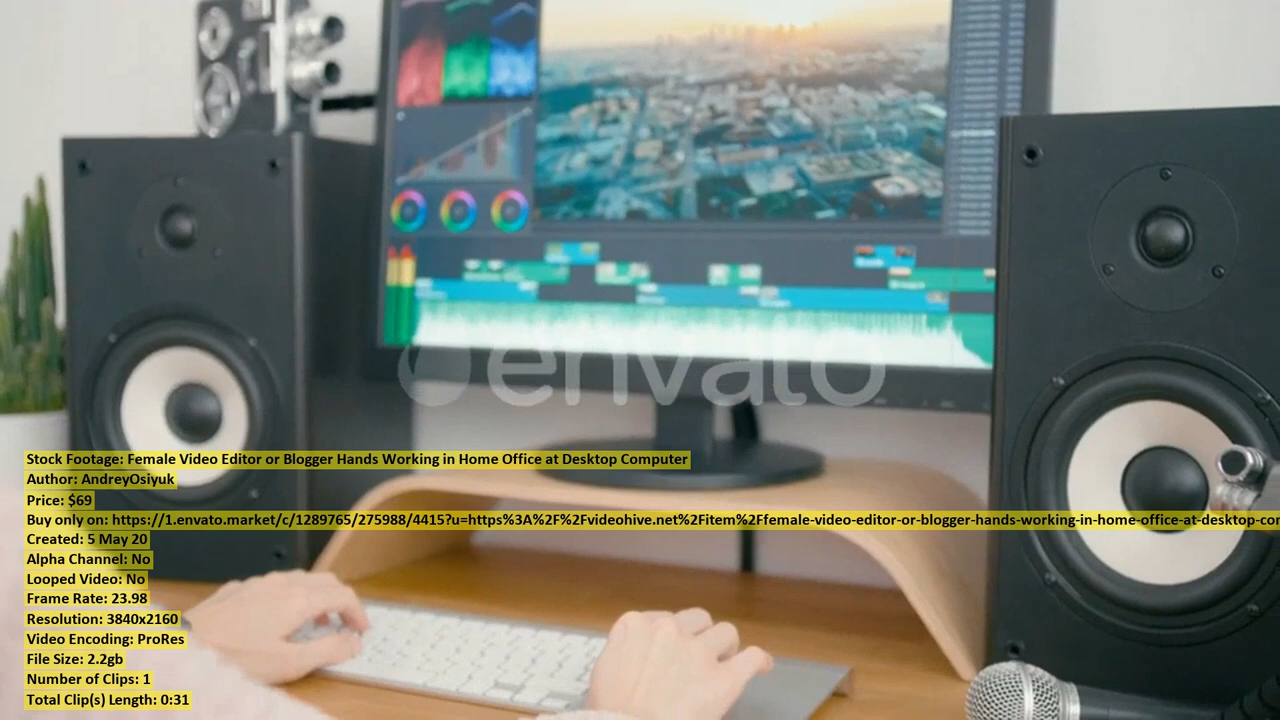 envato
Stock Footage: Female Video Editor or Blogger Hands Working in Home Office at Desktop Computer
Author: AndreyOsiyuk
Price: $69
Buy only on: https://1.envato.market/c/1289765/275988/4415?u=https%3A%2F%2Fvideohive.net%2Fitem%2Ffemale-video-editor-or-blogger-hands-working-in-home-office-at-desktop-co
Created: 5 May 20
Alpha Channel: No
Looped Video: No
Frame Rate: 23.98
Resolution: 3840x2160
Video Encoding: ProRes
File Size: 2.2gb
Number of Clips: 1
Total Clip(s) Length: 0:31